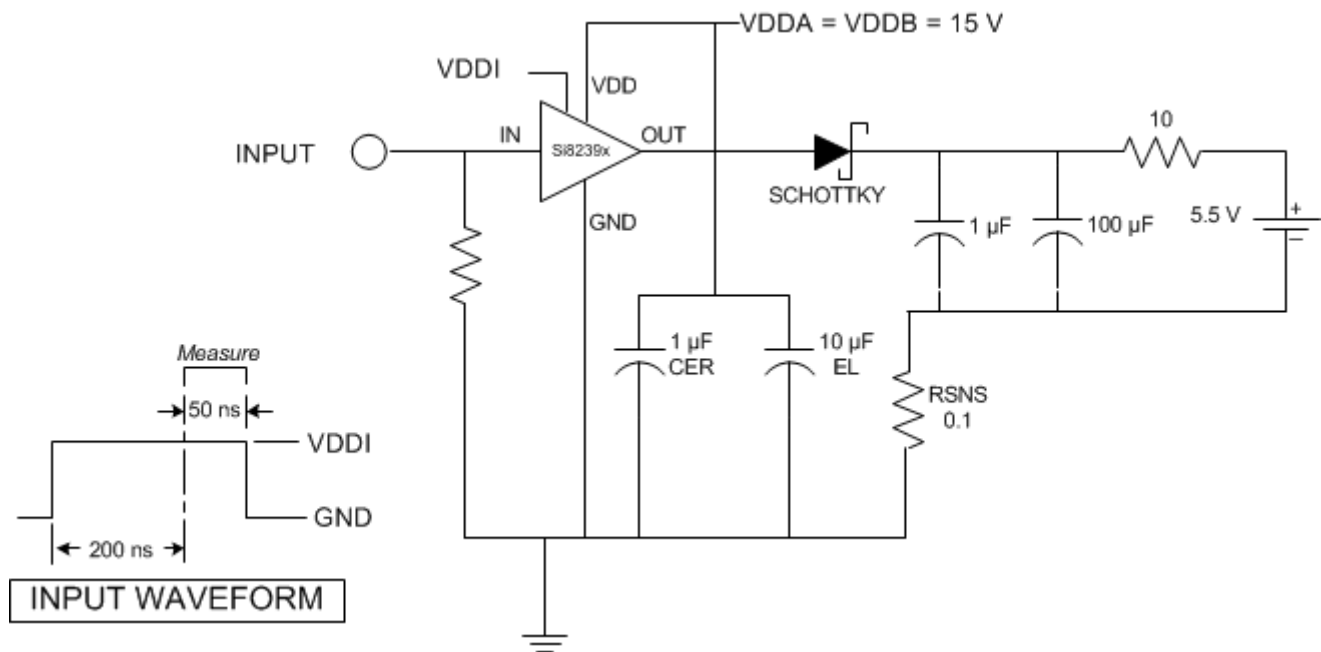 VDDA = VDDB = 15 V
VDDI
VDD
10
INPUT
IN
Si8239x
OUT
SCHOTTKY
GND
1 µF
100 µF
5.5 V
+
–
Measure
1 µF
CER
10 µF
EL
50 ns
RSNS
0.1
VDDI
GND
200 ns
INPUT WAVEFORM